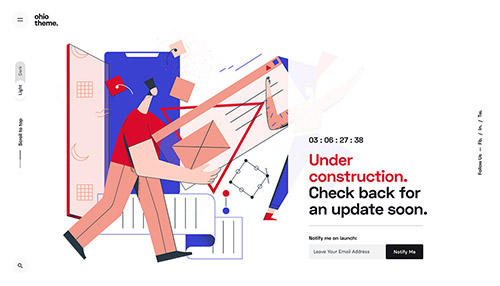 ohio
theme.
Dark
Light
Scroll to top
03 : 06 : 27 : 38
Under
construction.
Check back for
an update soon.
Notify me on launch:
Leave Your Email Address
Notify Me
Follow Us — Fb. / In. / Tw.